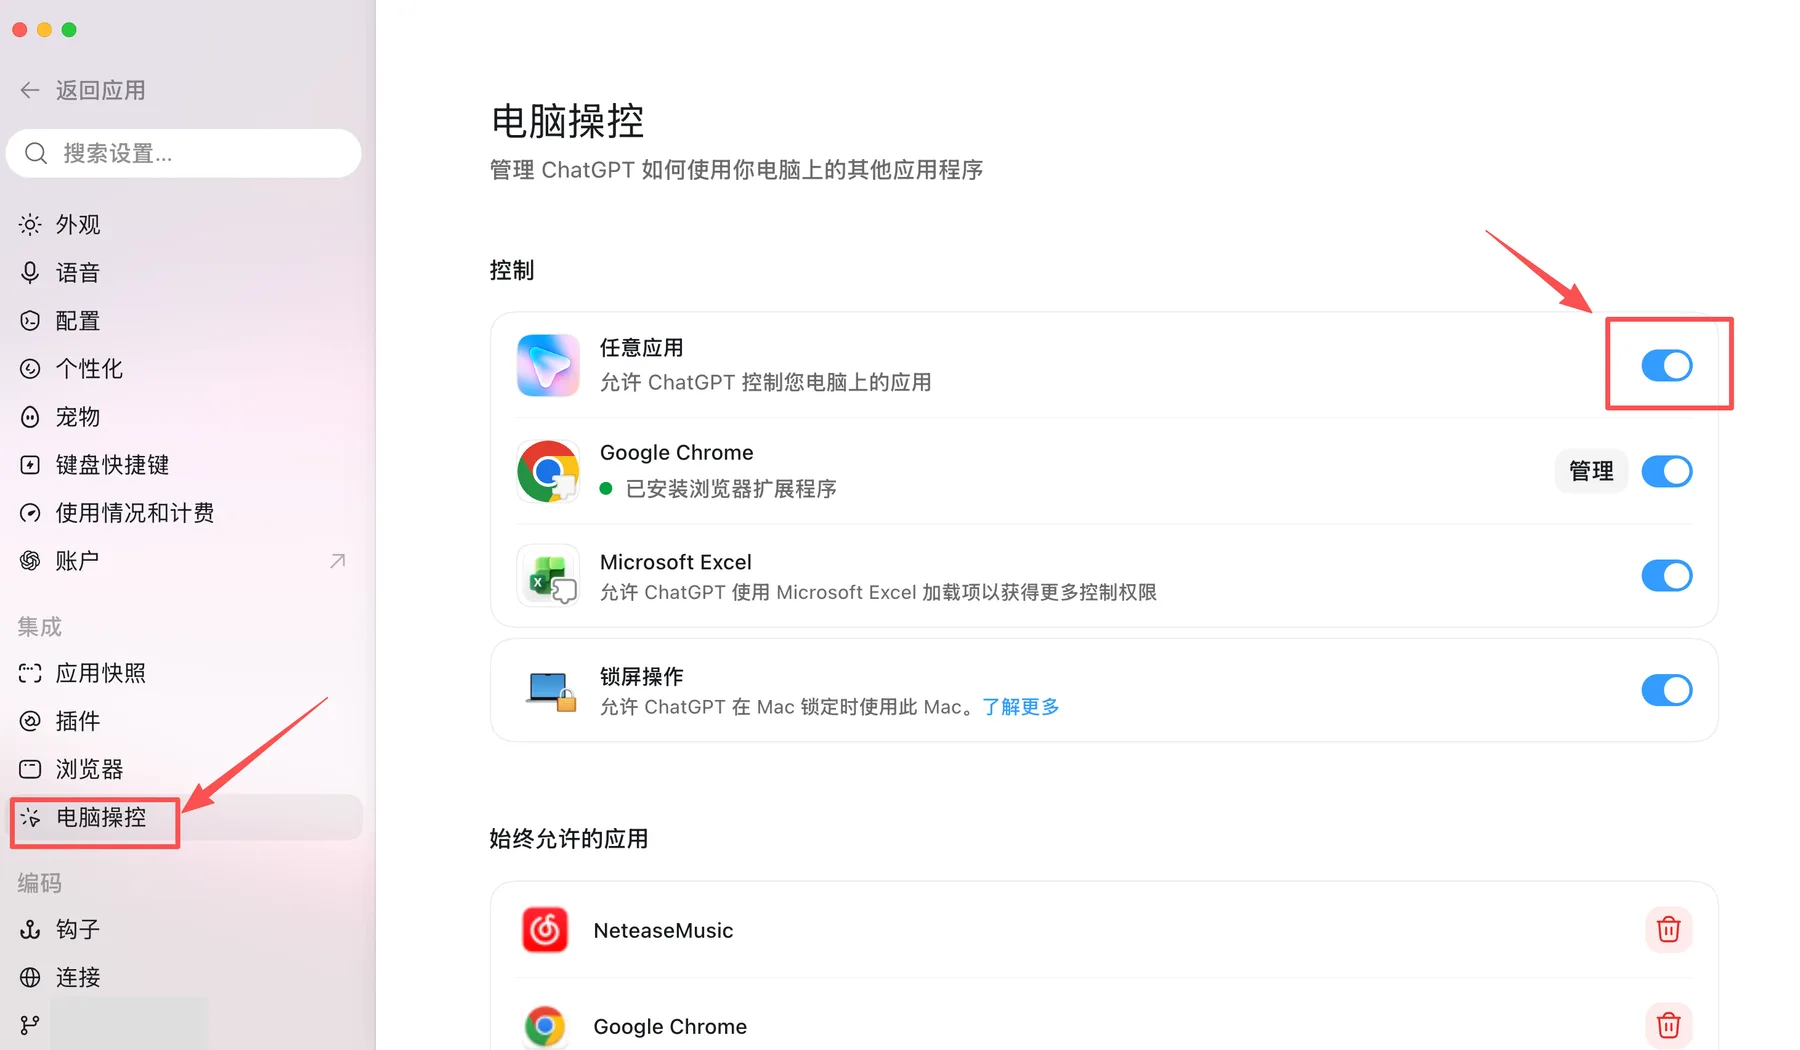 返回应用
搜索设置...
外观
语音
配置
个性化
宠物
键盘快捷键
使用情况和计费
账户
集成
应用快照
插件
浏览器
电脑操控
编码
钩子
连接
电脑操控
管理 ChatGPT 如何使用你电脑上的其他应用程序
控制
任意应用
允许 ChatGPT 控制您电脑上的应用
Google Chrome
已安装浏览器扩展程序
管理
Microsoft Excel
允许 ChatGPT 使用 Microsoft Excel 加载项以获得更多控制权限
锁屏操作
允许 ChatGPT 在 Mac 锁定时使用此 Mac。了解更多
始终允许的应用
NeteaseMusic
Google Chrome